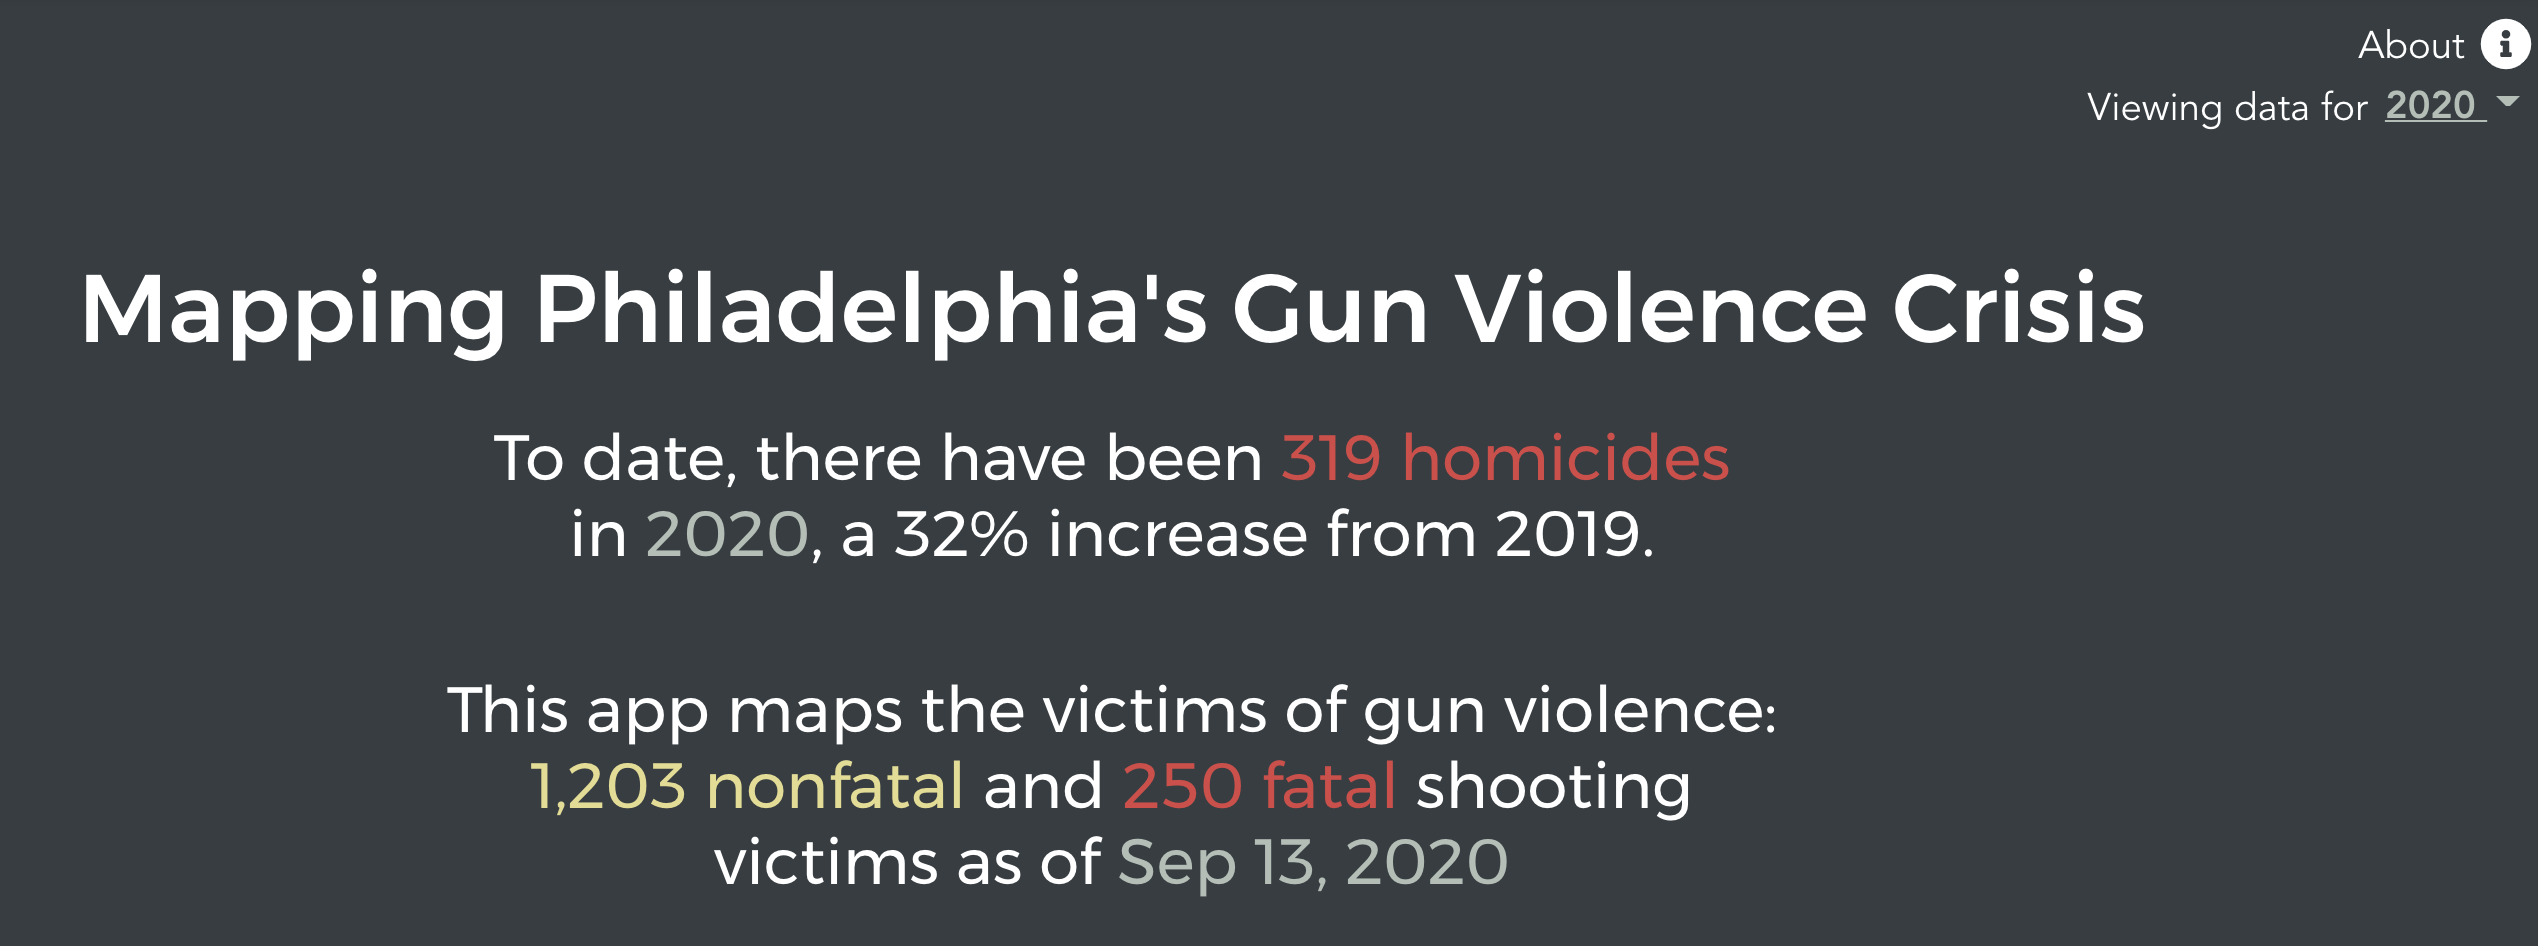 About
Viewing data for 2020
Mapping Philadelphia's Gun Violence Crisis
To date, there have been 319 homicides
in 2020, a 32% increase from 2019.
This app maps the victims of gun violence:
1,203 nonfatal and 250 fatal shooting
victims as of Sep 13, 2020